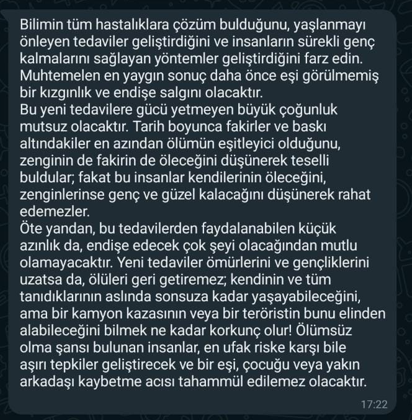 Bilimin tüm hastalıklara çözüm bulduğunu, yaşlanmayı
önleyen tedaviler geliştirdiğini ve insanların sürekli genç
kalmalarını sağlayan yöntemler geliştirdiğini farz edin.
Muhtemelen en yaygın sonuç daha önce eşi görülmemiş
bir kızgınlık ve endişe salgını olacaktır.
Bu yeni tedavilere gücü yetmeyen büyük çoğunluk
mutsuz olacaktır. Tarih boyunca fakirler ve baskı
altındakiler en azından ölümün eşitleyici olduğunu,
zenginin de fakirin de öleceğini düşünerek teselli
buldular; fakat bu insanlar kendilerinin öleceğini,
zenginlerinse genç ve güzel kalacağını düşünerek rahat
edemezler.
Öte yandan, bu tedavilerden faydalanabilen küçük
azınlık da, endişe edecek çok şeyi olacağından mutlu
olamayacaktır. Yeni tedaviler ömürlerini ve gençliklerini
uzatsa da, ölüleri geri getiremez; kendinin ve tüm
tanıdıklarının aslında sonsuza kadar yaşayabileceğini,
ama bir kamyon kazasının veya bir teröristin bunu elinden
alabileceğini bilmek ne kadar korkunç olur! Ölümsüz
olma şansı bulunan insanlar, en ufak riske karşı bile
aşırı tepkiler geliştirecek ve bir eşi, çocuğu veya yakın
arkadaşı kaybetme acısı tahammül edilemez olacaktır.
17:22